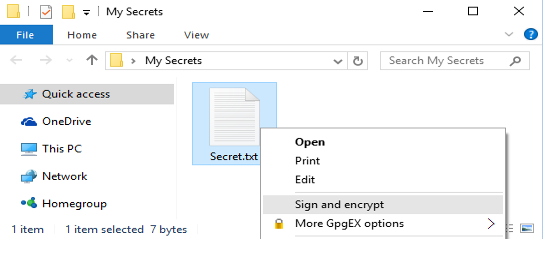 My Secrets
File Home Share View
My Secrets
Search My Secrets
Quick access
OneDrive
This PC
Network
Homegroup
Secret.txt
Open
Print
Edit
Sign and encrypt
More GpgEX options
1 item 1 item selected 7 bytes